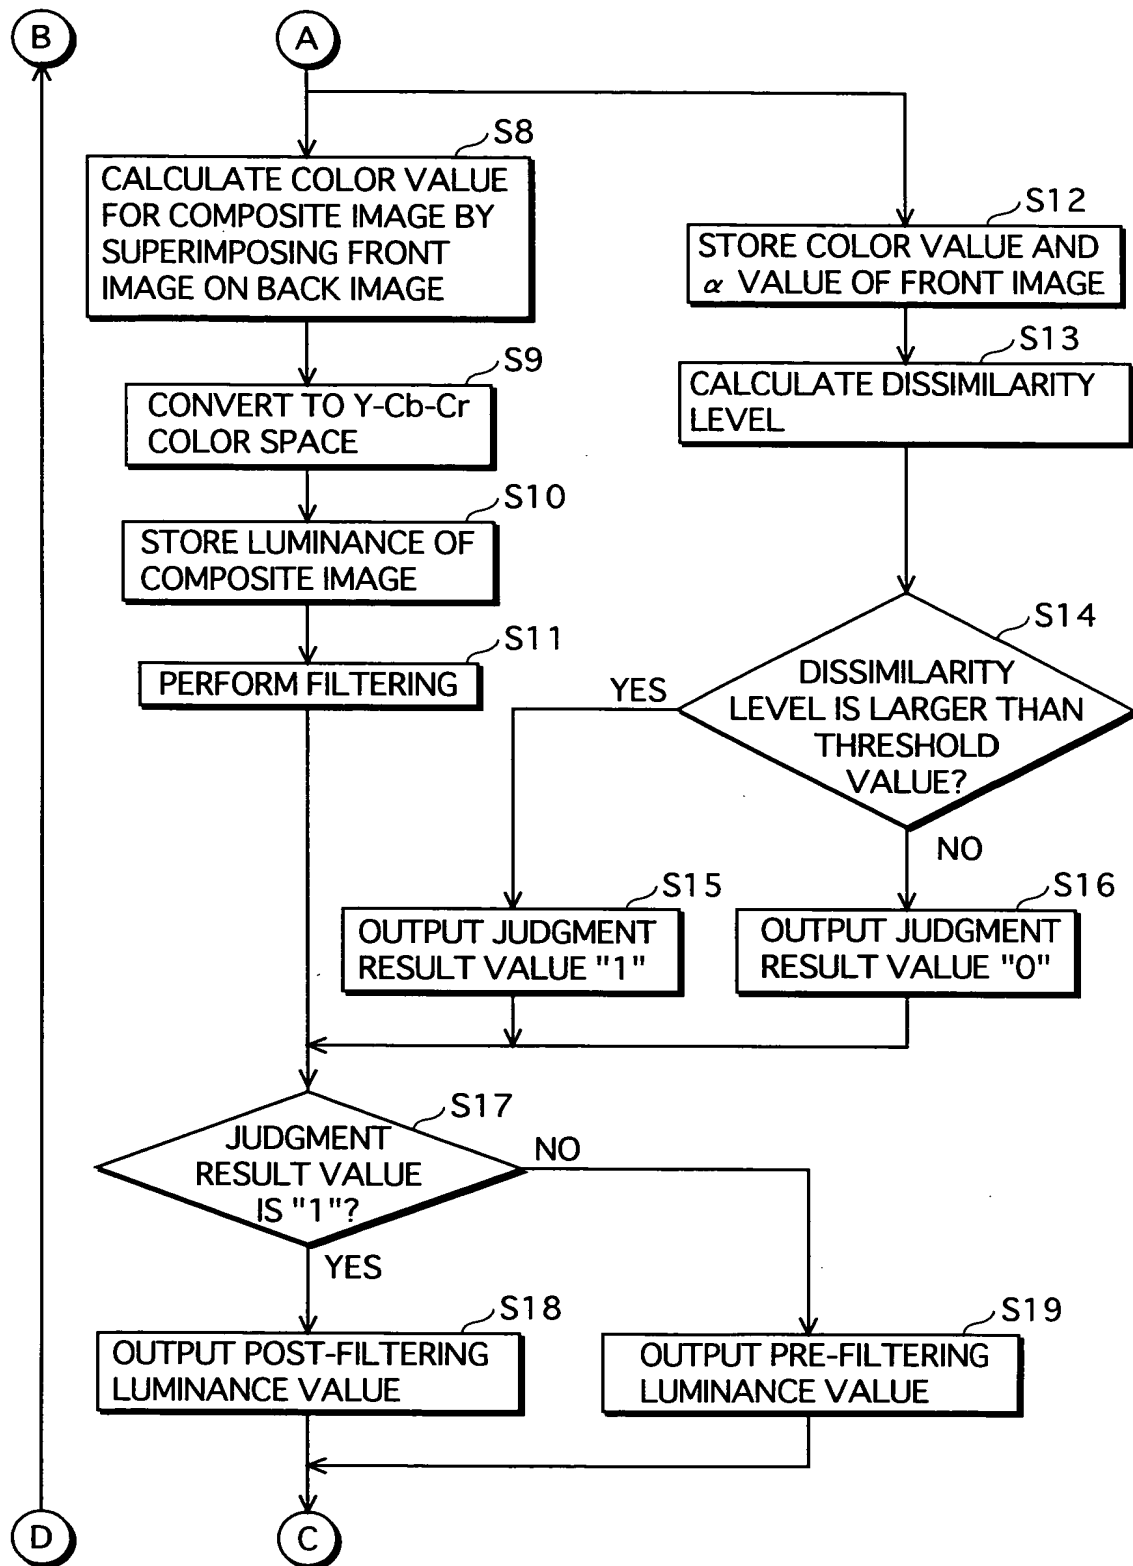 B
A
S8
CALCULATE COLOR VALUE
FOR COMPOSITE IMAGE BY
SUPERIMPOSING FRONT
IMAGE ON BACK IMAGE
S12
STORE COLOR VALUE AND
α VALUE OF FRONT IMAGE
S9
CONVERT TO Y-Cb-Cr
COLOR SPACE
S13
CALCULATE DISSIMILARITY
LEVEL
S10
STORE LUMINANCE OF
COMPOSITE IMAGE
S11
PERFORM FILTERING
S14
DISSIMILARITY
LEVEL IS LARGER THAN
THRESHOLD
VALUE?
YES
NO
S15
OUTPUT JUDGMENT
RESULT VALUE "1"
S16
OUTPUT JUDGMENT
RESULT VALUE "0"
S17
JUDGMENT
RESULT VALUE
IS "1"?
NO
YES
S18
OUTPUT POST-FILTERING
LUMINANCE VALUE
S19
OUTPUT PRE-FILTERING
LUMINANCE VALUE
D
C